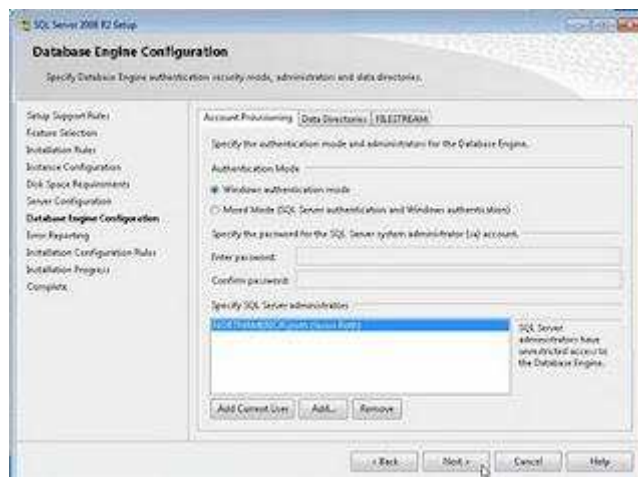 SQL Server 2008 R2 Setup
Database Engine Configuration
Specify Database Engine authentication security mode, administrators and data directories.
Setup Support Rules
Feature Selection
Installation Rules
Instance Configuration
Disk Space Requirements
Server Configuration
Database Engine Configuration
Error Reporting
Installation Configuration Rules
Installation Progress
Complete
Account Provisioning Data Directories FILESTREAM
Specify the authentication mode and administrators for the Database Engine.
Authentication Mode
Windows authentication mode
Mixed Mode (SQL Server authentication and Windows authentication)
Specify the password for the SQL Server system administrator (sa) account.
Enter password:
Confirm password:
Specify SQL Server administrators
SQL Server
administrators have
unrestricted access to
the Database Engine.
Add Current User Add... Remove
< Back Next > Cancel Help